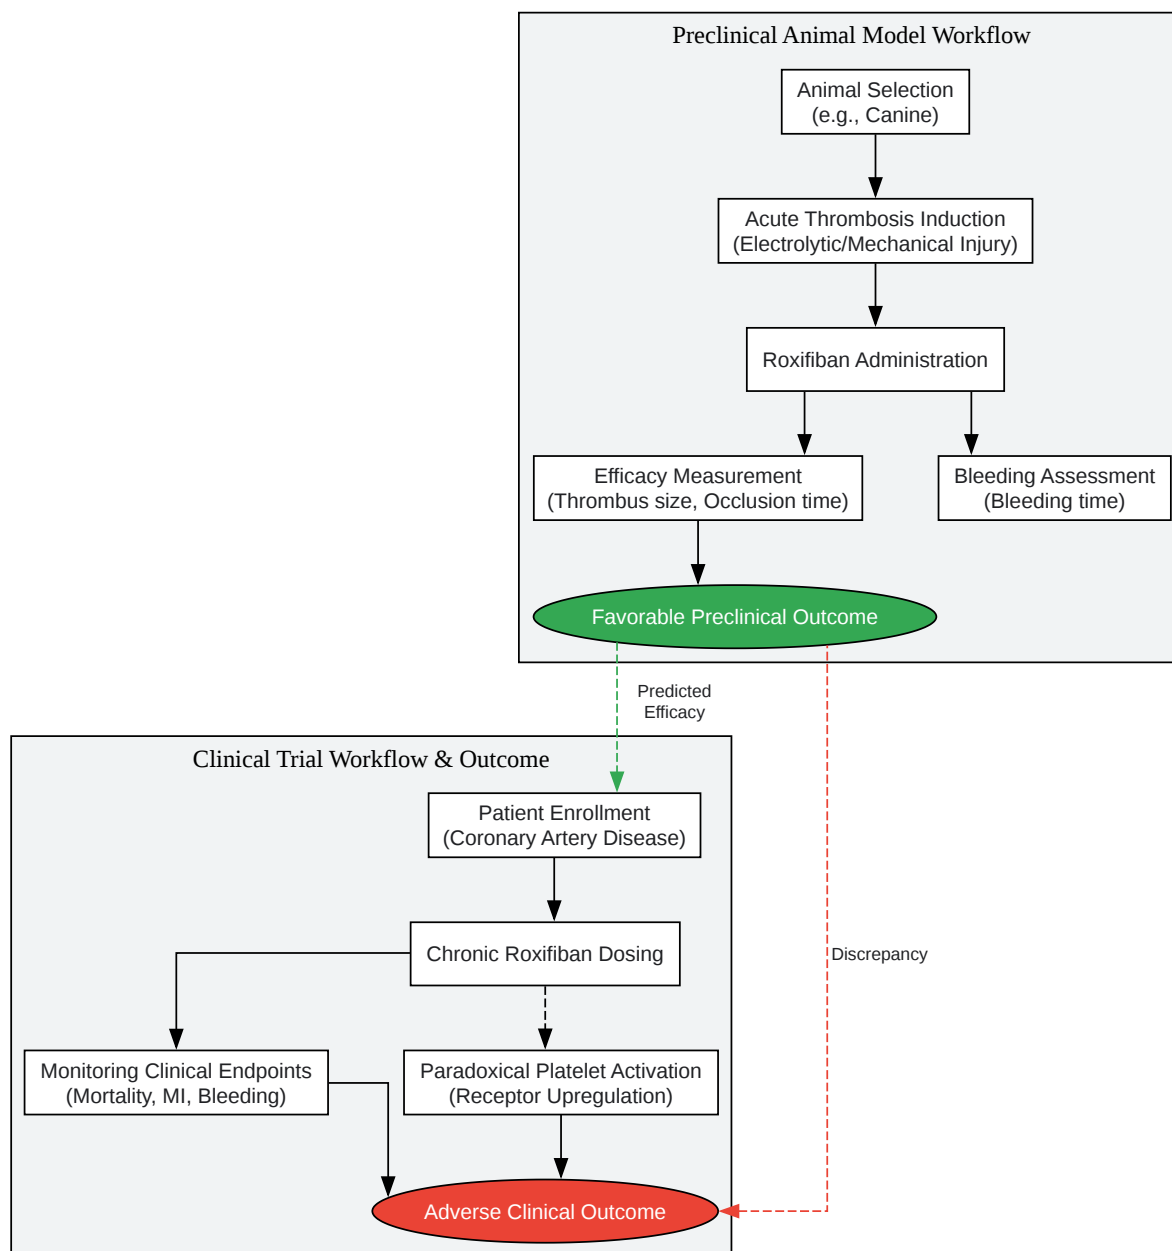 Preclinical Animal Model Workflow
Animal Selection
(e.g., Canine)
Acute Thrombosis Induction
(Electrolytic/Mechanical Injury)
Roxifiban Administration
Efficacy Measurement
(Thrombus size, Occlusion time)
Bleeding Assessment
(Bleeding time)
Favorable Preclinical Outcome
Predicted
Efficacy
Clinical Trial Workflow & Outcome
Patient Enrollment
(Coronary Artery Disease)
Chronic Roxifiban Dosing
Discrepancy
Monitoring Clinical Endpoints
(Mortality, MI, Bleeding)
Paradoxical Platelet Activation
(Receptor Upregulation)
Adverse Clinical Outcome